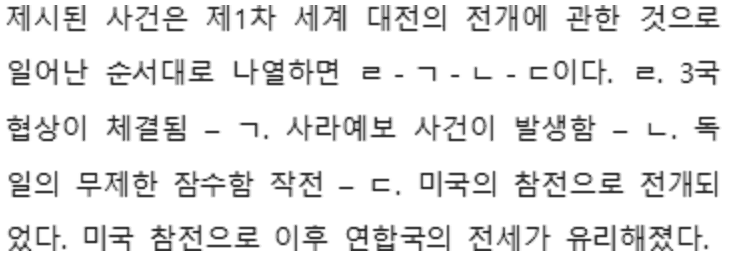 제시된 사건은 제1차 세계 대전의 전개에 관한 것으로
일어난 순서대로 나열하면 ㄹ - ㄱ - ㄴ - ㄷ이다. ㄹ. 3국
협상이 체결됨 – ㄱ. 사라예보 사건이 발생함 – ㄴ. 독
일의 무제한 잠수함 작전 – ㄷ. 미국의 참전으로 전개되
었다. 미국 참전으로 이후 연합국의 전세가 유리해졌다.